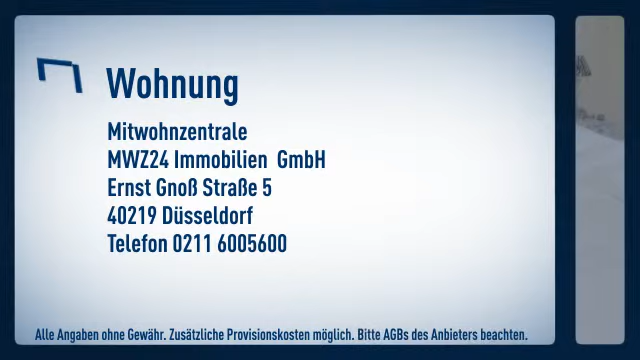 Wohnung
Mitwohnzentrale
MWZ24 Immobilien GmbH
Ernst Gnoß Straße 5
40219 Düsseldorf
Telefon 0211 6005600
Alle Angaben ohne Gewähr. Zusätzliche Provisionskosten möglich. Bitte AGBs des Anbieters beachten.